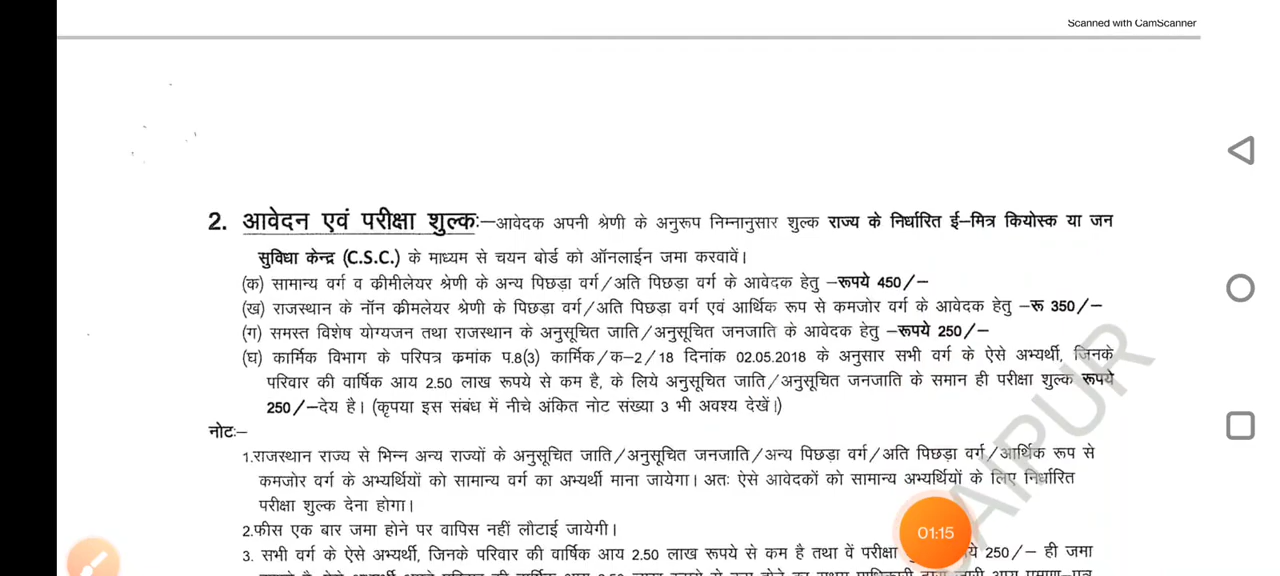 Scanned with CamScanner
2. आवेदन एवं परीक्षा शुल्कः–आवेदक अपनी श्रेणी के अनुरूप निम्नानुसार शुल्क राज्य के निर्धारित ई–मित्र कियोस्क या जन
सुविधा केन्द्र (C.S.C.) के माध्यम से चयन बोर्ड को ऑनलाईन जमा करवावें।
(क) सामान्य वर्ग व क्रीमीलेयर श्रेणी के अन्य पिछड़ा वर्ग/अति पिछड़ा वर्ग के आवेदक हेतु –रूपये 450/–
(ख) राजस्थान के नॉन क्रीमलेयर श्रेणी के पिछड़ा वर्ग/अति पिछड़ा वर्ग एवं आर्थिक रूप से कमजोर वर्ग के आवेदक हेतु –रू 350/–
(ग) समस्त विशेष योग्यजन तथा राजस्थान के अनुसूचित जाति/अनुसूचित जनजाति के आवेदक हेतु –रूपये 250/–
(घ) कार्मिक विभाग के परिपत्र क्रमांक प.8(3) कार्मिक/क–2/18 दिनांक 02.05.2018 के अनुसार सभी वर्ग के ऐसे अभ्यर्थी, जिनके
परिवार की वार्षिक आय 2.50 लाख रूपये से कम है, के लिये अनुसूचित जाति/अनुसूचित जनजाति के समान ही परीक्षा शुल्क रूपये
250/–देय है। (कृपया इस संबंध में नीचे अंकित नोट संख्या 3 भी अवश्य देखें।)
नोटः–
1.राजस्थान राज्य से भिन्न अन्य राज्यों के अनुसूचित जाति/अनुसूचित जनजाति/अन्य पिछड़ा वर्ग/अति पिछड़ा वर्ग/आर्थिक रूप से
कमजोर वर्ग के अभ्यर्थियों को सामान्य वर्ग का अभ्यर्थी माना जायेगा। अतः ऐसे आवेदकों को सामान्य अभ्यर्थियों के लिए निर्धारित
परीक्षा शुल्क देना होगा।
2.फीस एक बार जमा होने पर वापिस नहीं लौटाई जायेगी।
01:15
3. सभी वर्ग के ऐसे अभ्यर्थी, जिनके परिवार की वार्षिक आय 2.50 लाख रूपये से कम है तथा वें परीक्षा 250/– ही जमा